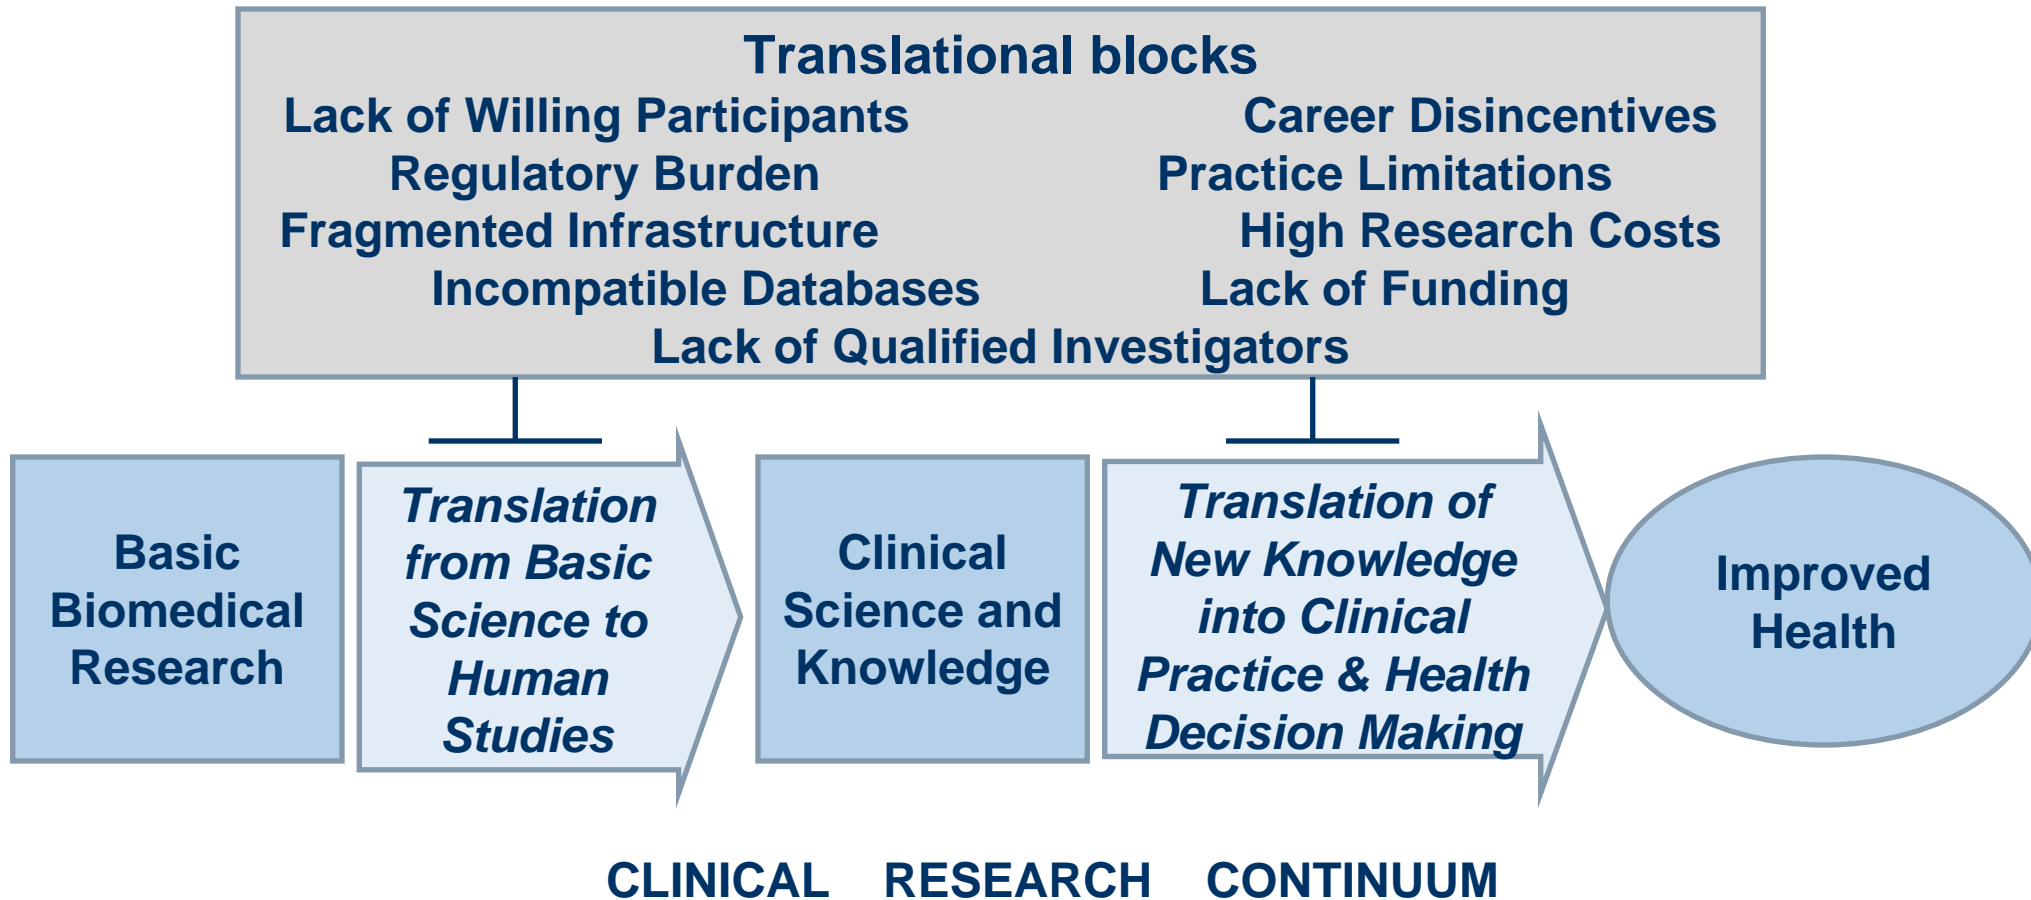 Translational blocks
Lack of Willing Participants Career Disincentives
Regulatory Burden Practice Limitations
Fragmented Infrastructure High Research Costs
Incompatible Databases Lack of Funding
Lack of Qualified Investigators
Basic
Biomedical
Research
Translation
from Basic
Science to
Human
Studies
Clinical
Science and
Knowledge
Translation of
New Knowledge
into Clinical
Practice & Health
Decision Making
Improved
Health
CLINICAL RESEARCH CONTINUUM